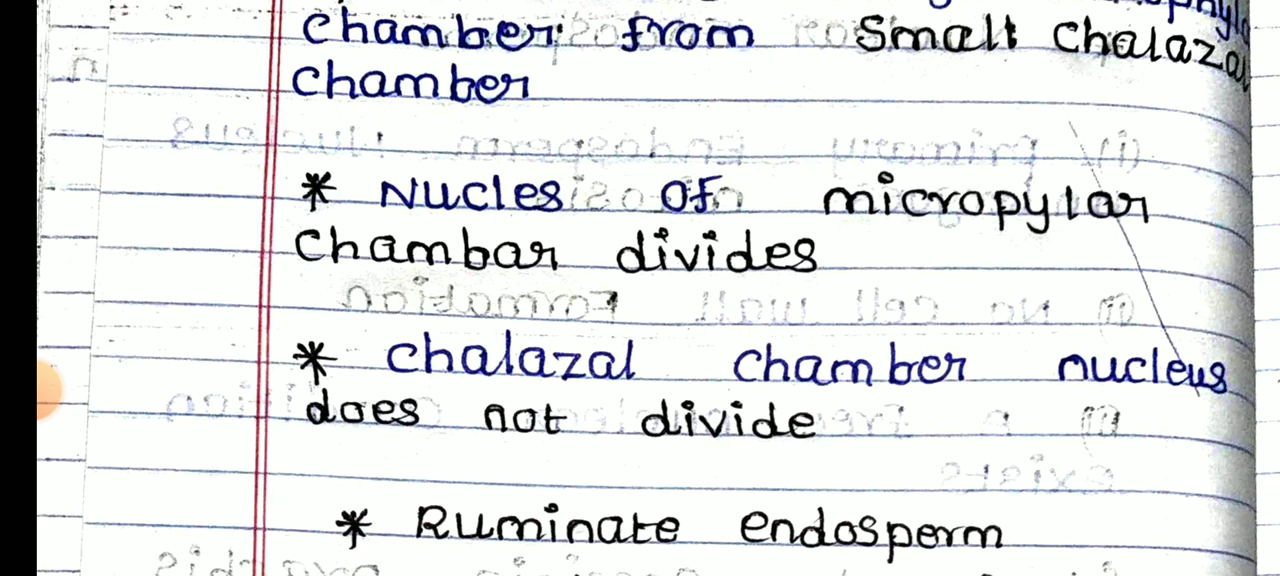 chamber from small chalazal
chamber
* Nucles of micropylar
chambar divides
* chalazal chamber nucleus
does not divide
* Ruminate endosperm